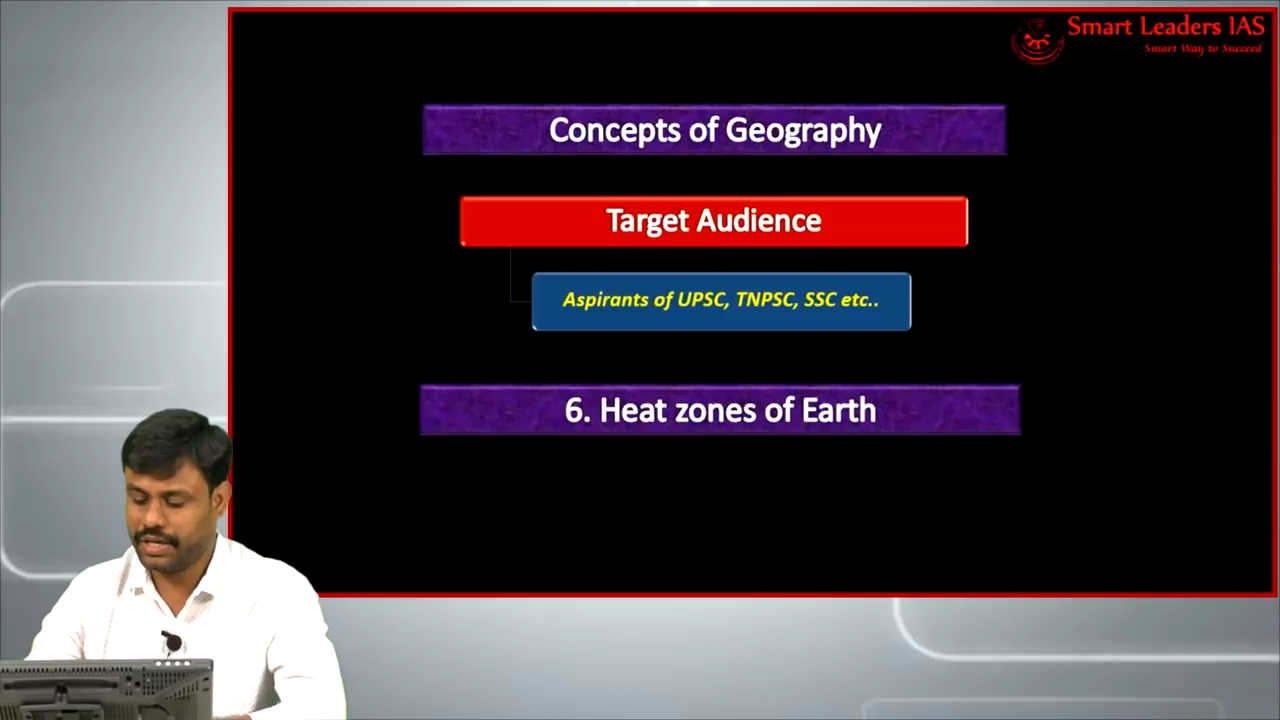 Smart Leaders IAS
Smart Way to Succeed
Concepts of Geography
Target Audience
Aspirants of UPSC, TNPSC, SSC etc..
6. Heat zones of Earth